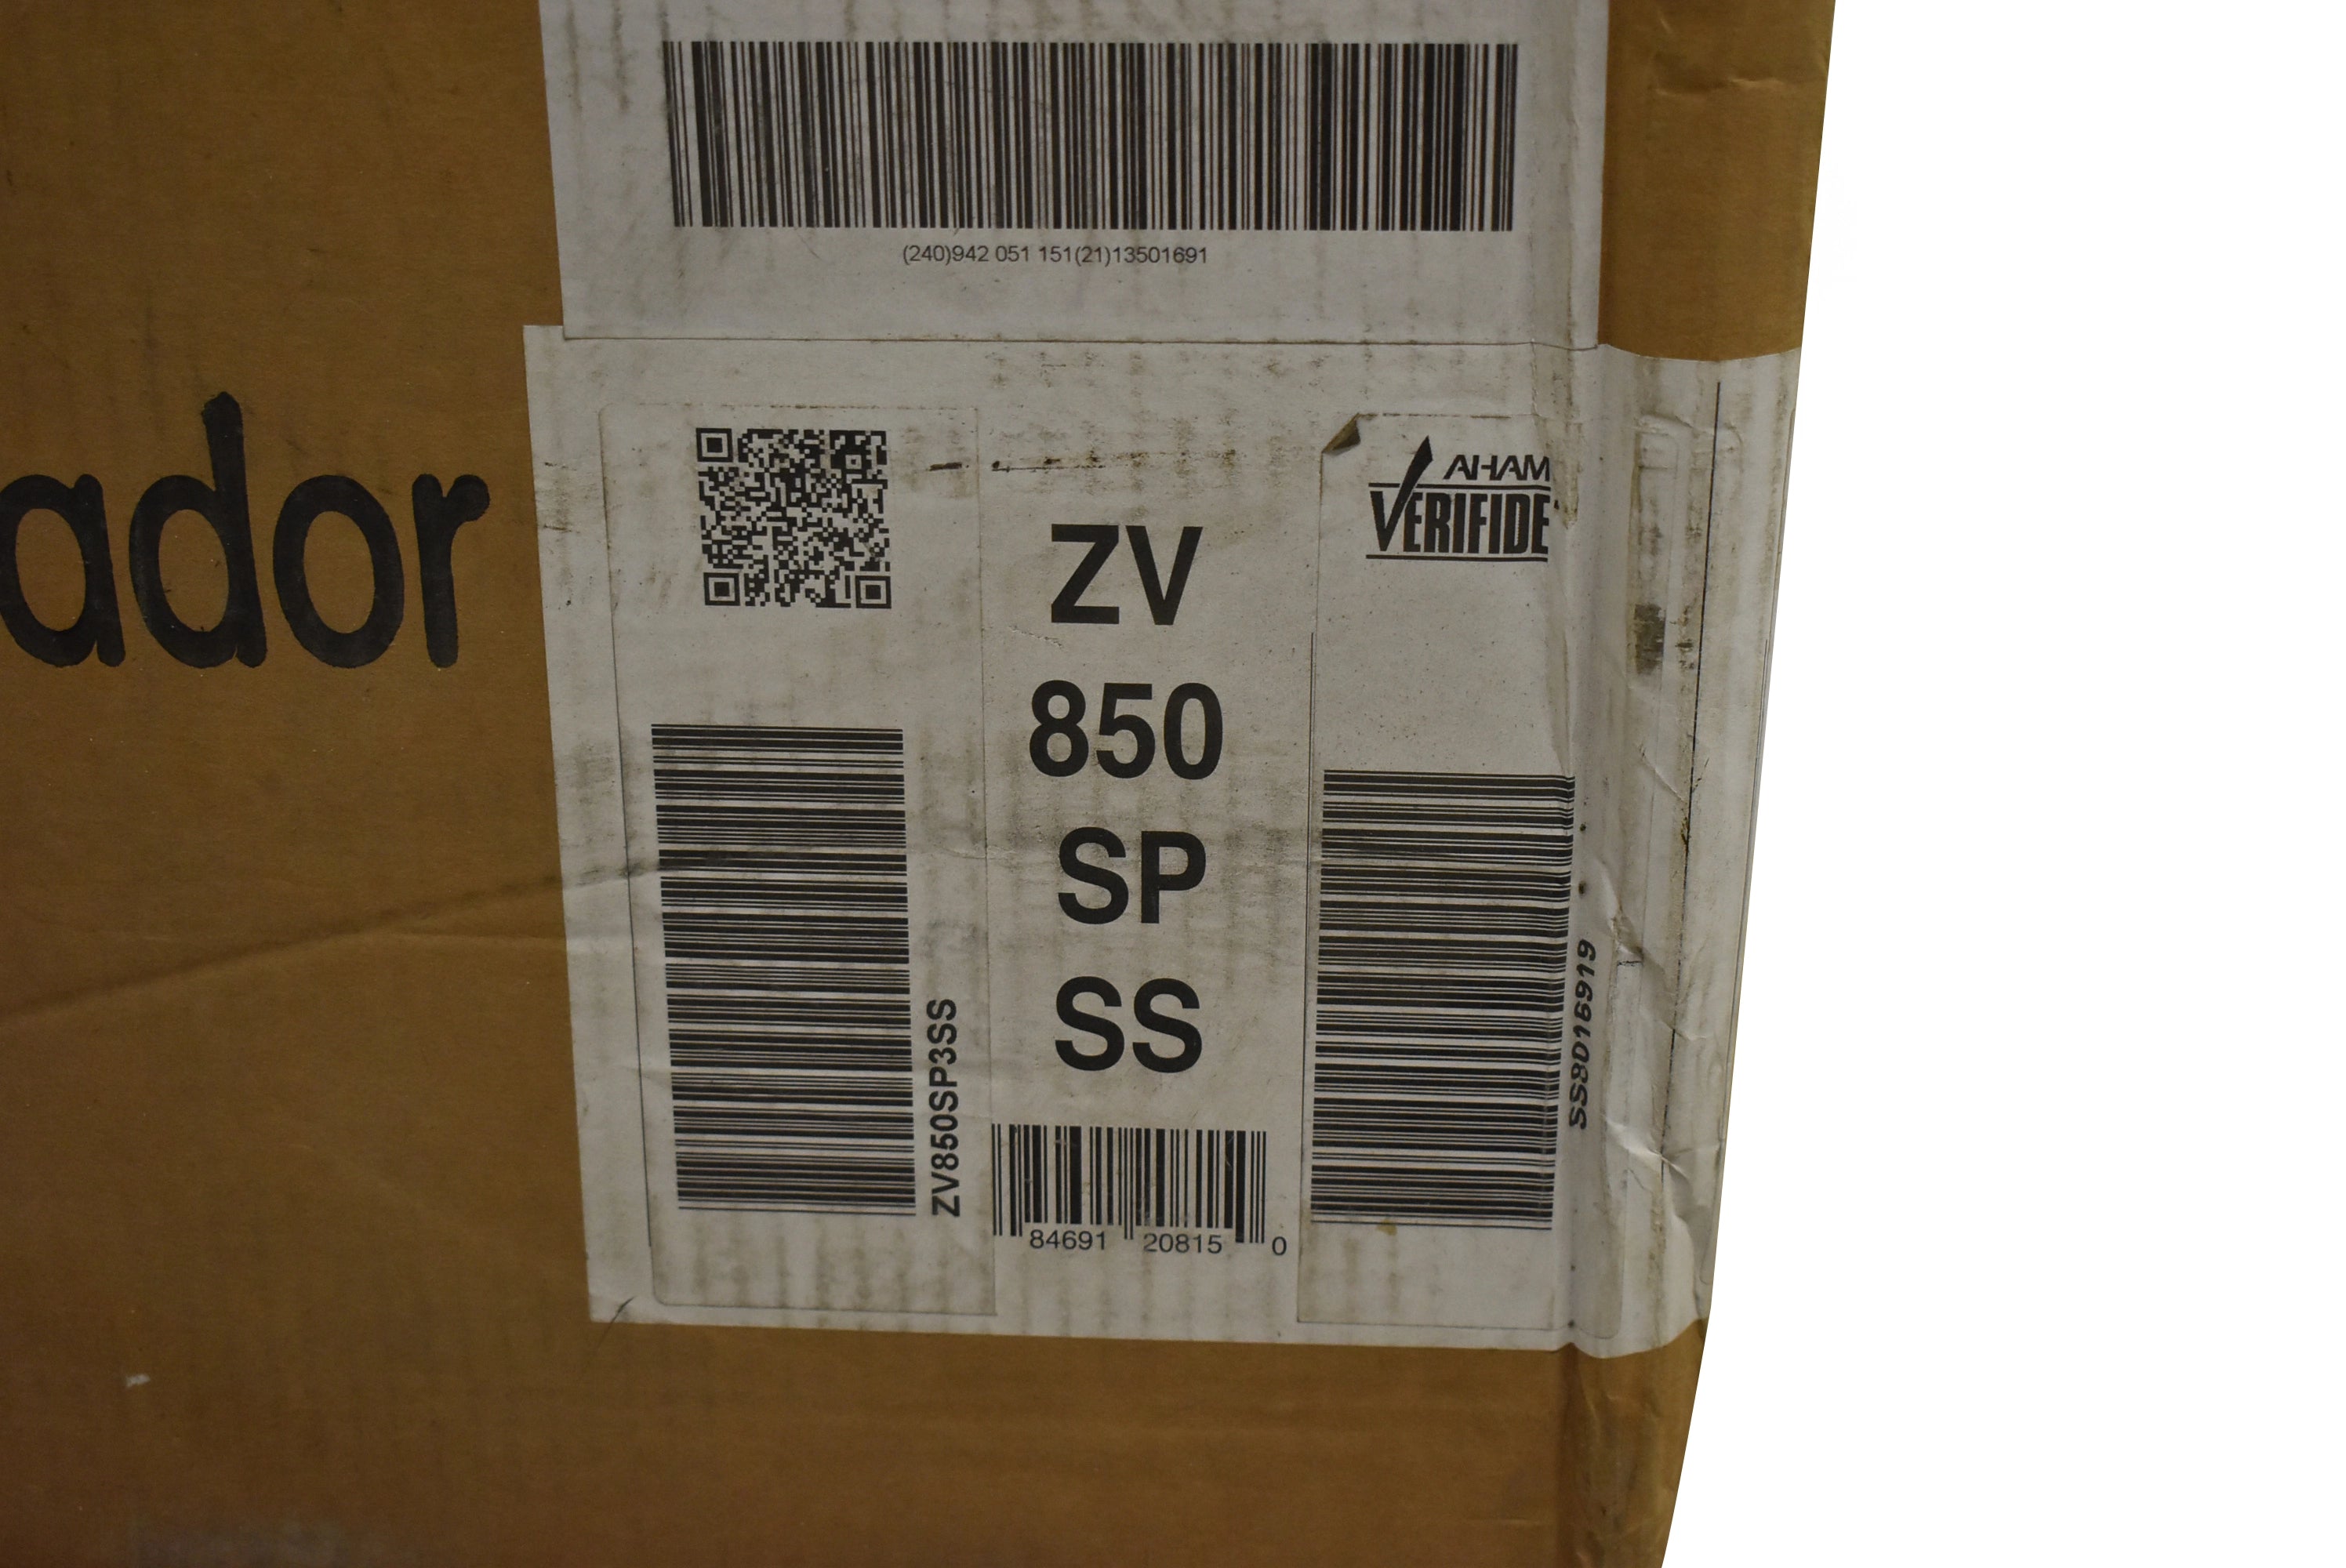 (240)942 051 151(21)13501691
ador
AHAM
VERIFIDE
ZV
850
SP
SS
ZV850SP3SS
SS8D16919
84691 20815 0